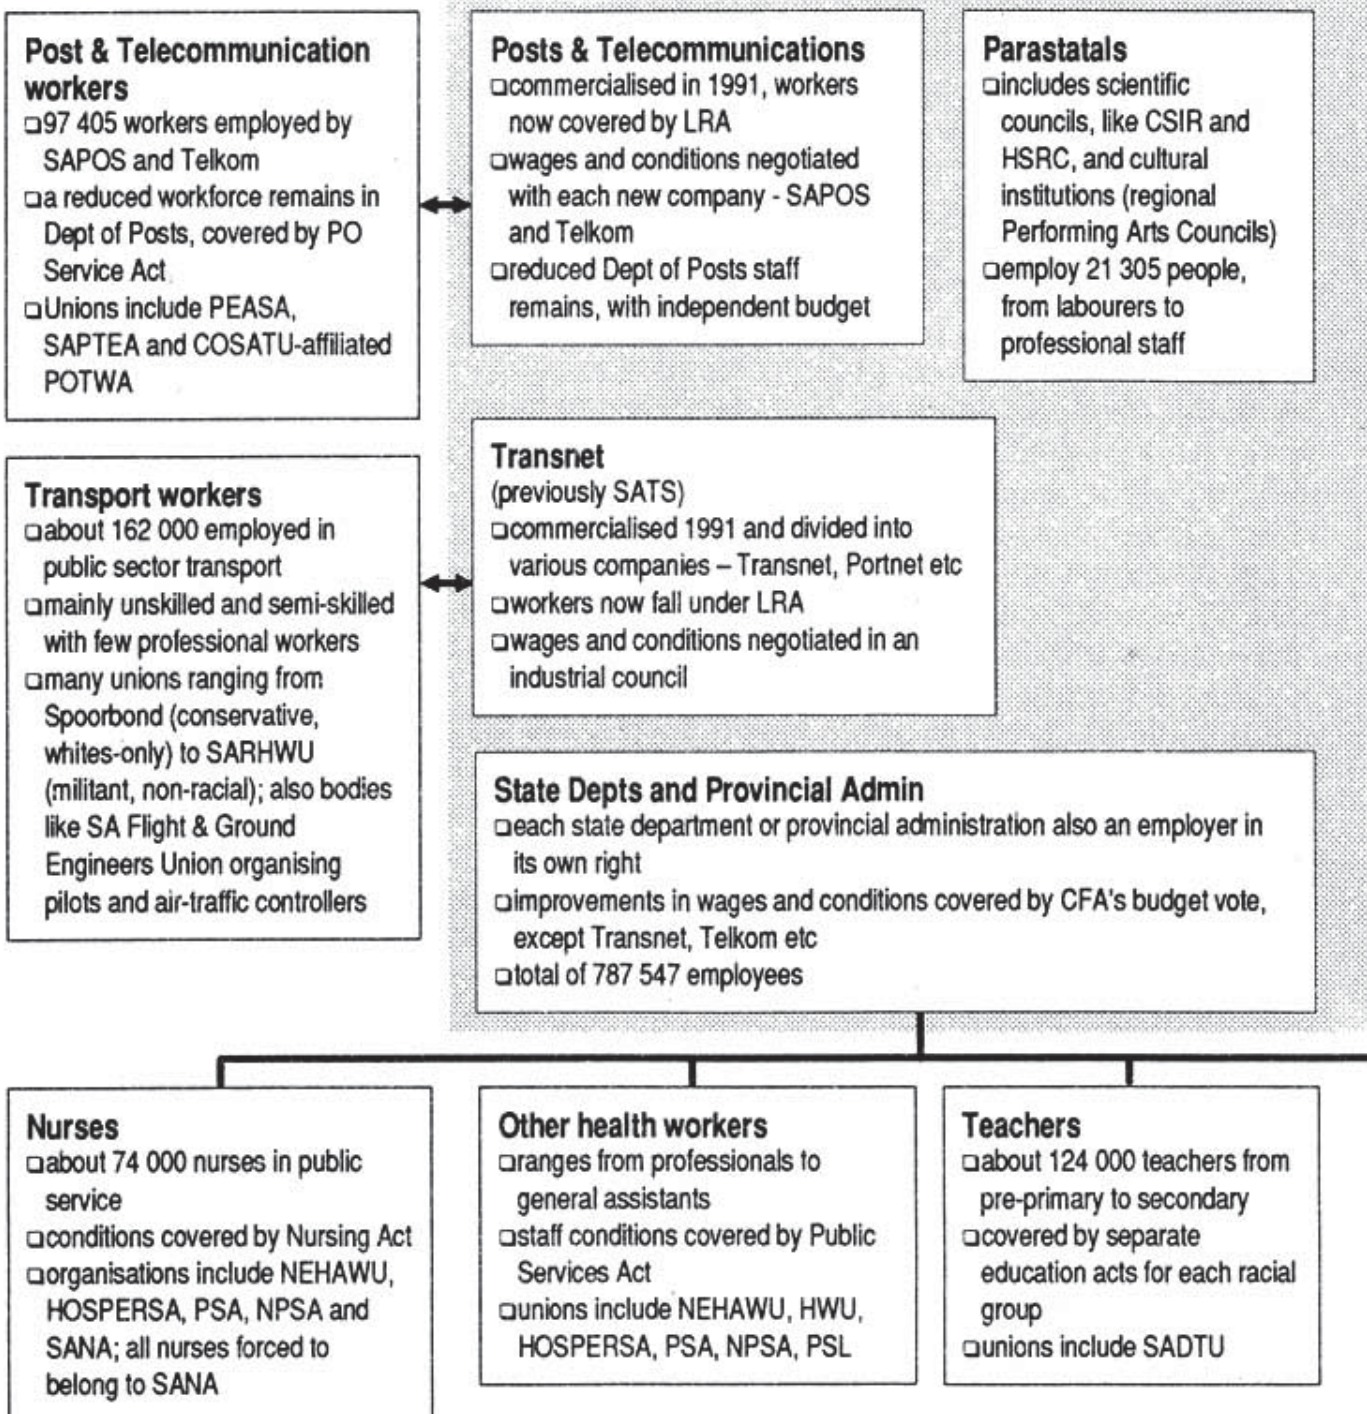 Post & Telecommunication
workers
❑97 405 workers employed by
SAPOS and Telkom
❑a reduced workforce remains in
Dept of Posts, covered by PO
Service Act
❑Unions include PEASA,
SAPTEA and COSATU-affiliated
POTWA
Posts & Telecommunications
❑commercialised in 1991, workers
now covered by LRA
❑wages and conditions negotiated
with each new company - SAPOS
and Telkom
❑reduced Dept of Posts staff
remains, with independent budget
Parastatals
❑includes scientific
councils, like CSIR and
HSRC, and cultural
institutions (regional
Performing Arts Councils)
❑employ 21 305 people,
from labourers to
professional staff
Transport workers
❑about 162 000 employed in
public sector transport
❑mainly unskilled and semi-skilled
with few professional workers
❑many unions ranging from
Spoorbond (conservative,
whites-only) to SARHWU
(militant, non-racial); also bodies
like SA Flight & Ground
Engineers Union organising
pilots and air-traffic controllers
Transnet
(previously SATS)
❑commercialised 1991 and divided into
various companies – Transnet, Portnet etc
❑workers now fall under LRA
❑wages and conditions negotiated in an
industrial council
State Depts and Provincial Admin
❑each state department or provincial administration also an employer in
its own right
❑improvements in wages and conditions covered by CFA's budget vote,
except Transnet, Telkom etc
❑total of 787 547 employees
Nurses
❑about 74 000 nurses in public
service
❑conditions covered by Nursing Act
❑organisations include NEHAWU,
HOSPERSA, PSA, NPSA and
SANA; all nurses forced to
belong to SANA
Other health workers
❑ranges from professionals to
general assistants
❑staff conditions covered by Public
Services Act
❑unions include NEHAWU, HWU,
HOSPERSA, PSA, NPSA, PSL
Teachers
❑about 124 000 teachers from
pre-primary to secondary
❑covered by separate
education acts for each racial
group
❑unions include SADTU